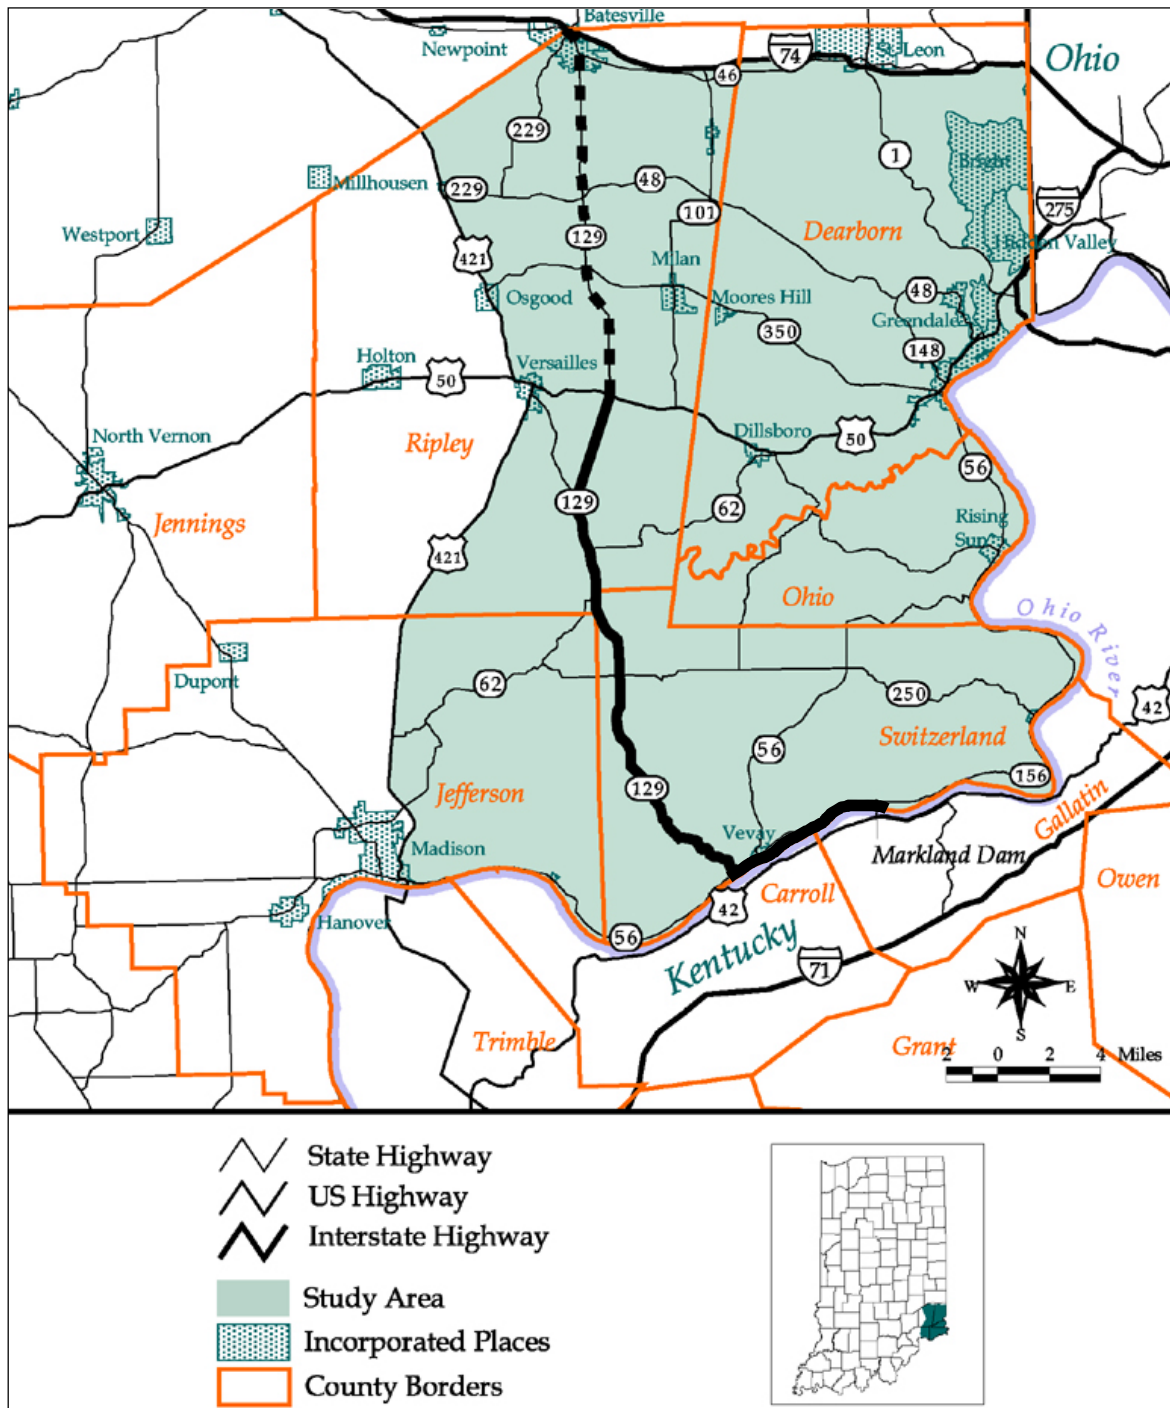 Batesville
Newpoint
74
St. Leon
Ohio
46
229
1
Bright
Millhousen
229
48
101
275
Westport
129
Dearborn
Hidden Valley
421
Milan
Osgood
Moores Hill
48
Greendale
350
148
Holton
Versailles
50
North Vernon
Ripley
Dillsboro
50
56
129
62
Jennings
Rising
Sun
421
Ohio
Ohio River
Dupont
62
250
42
Switzerland
56
156
Jefferson
129
Gallatin
Vevay
Madison
Markland Dam
Carroll
Owen
42
Hanover
56
Kentucky
71
N
W
E
S
Trimble
Grant
2 0 2 4 Miles
State Highway
US Highway
Interstate Highway
Study Area
Incorporated Places
County Borders